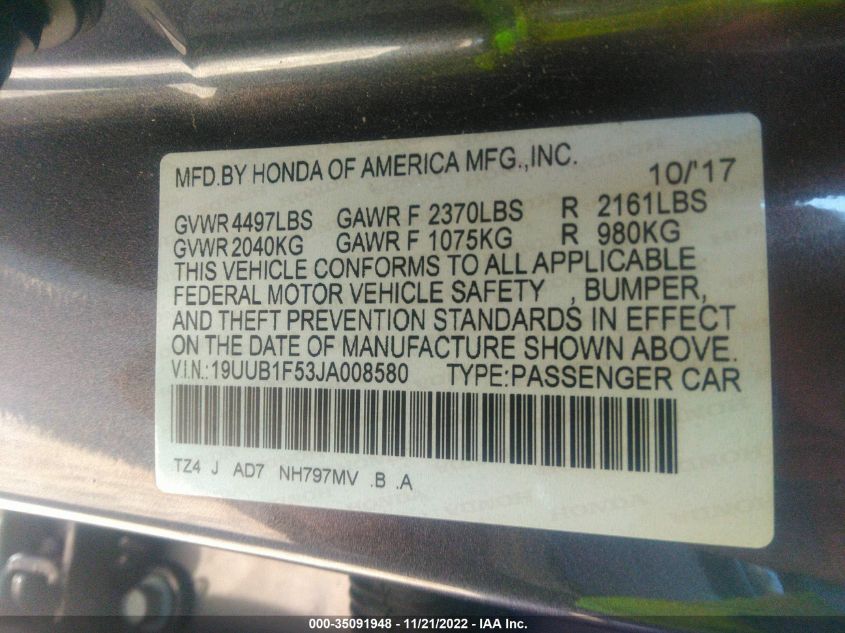 MFD.BY HONDA OF AMERICA MFG.,INC. 10/'17
GVWR 4497LBS GAWR F 2370LBS R 2161LBS
GVWR 2040KG GAWR F 1075KG R 980KG
THIS VEHICLE CONFORMS TO ALL APPLICABLE
FEDERAL MOTOR VEHICLE SAFETY , BUMPER,
AND THEFT PREVENTION STANDARDS IN EFFECT
ON THE DATE OF MANUFACTURE SHOWN ABOVE.
V.I.N.:19UUB1F53JA008580 TYPE:PASSENGER CAR
TZ4 J AD7 NH797MV .B .A
000-35091948 - 11/21/2022 - IAA Inc.